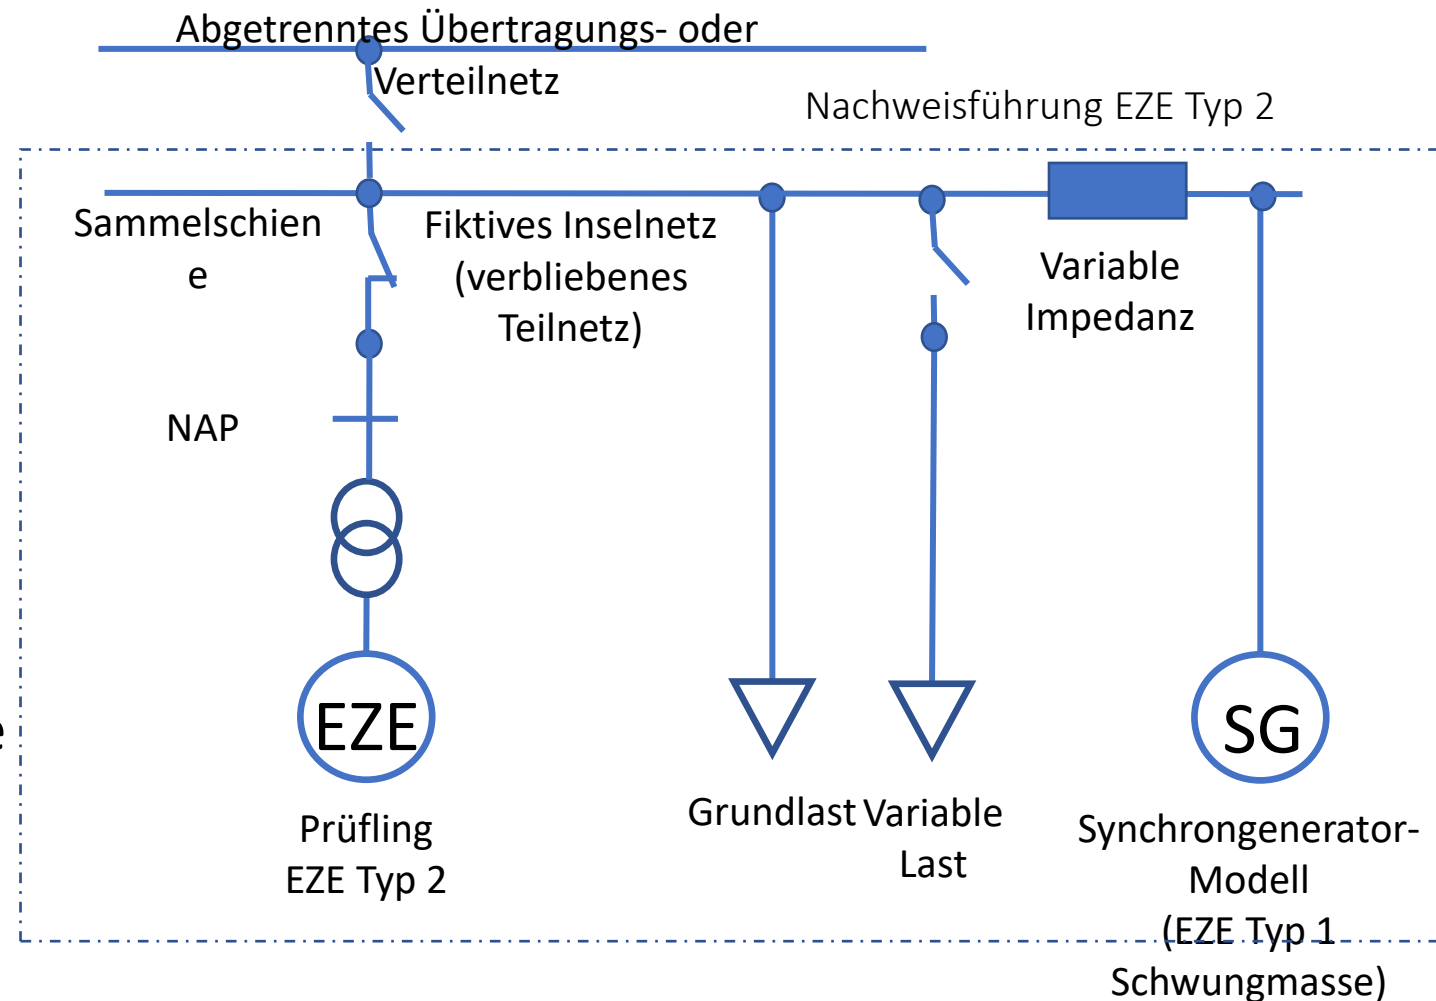 Abgetrenntes Übertragungs- oder
Verteilnetz
Nachweisführung EZE Typ 2
Sammelschien
e
Fiktives Inselnetz
(verbliebenes
Teilnetz)
Variable
Impedanz
NAP
e
EZE
SG
Prüfling
EZE Typ 2
Grundlast
Variable
Last
Synchrongenerator-
Modell
(EZE Typ 1
Schwungmasse)